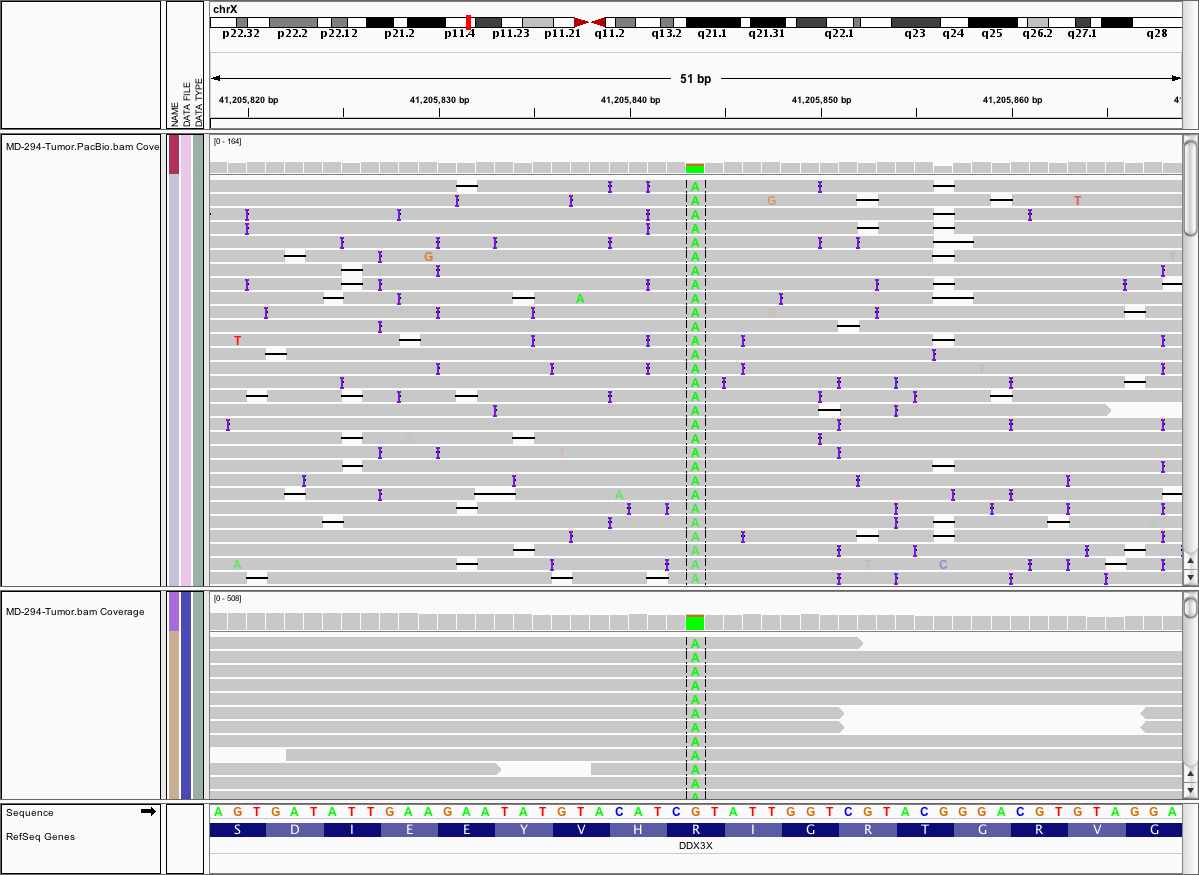 chrX
p22.32 p22.2 p22.12 p21.2 p11.4 p11.23 p11.21 q11.2 q13.2 q21.1 q21.31 q22.1 q23 q24 q25 q26.2 q27.1 q28
51 bp
41,205,820 bp 41,205,830 bp 41,205,840 bp 41,205,850 bp 41,205,860 bp 41
NAME
DATA FILE
DATA TYPE
MD-294-Tumor.PacBio.bam Cove
[0 - 164]
A
A G T
A
A
A
G A T
A
A
A A
A G
A
T A
A
A T
A
A
A
A
G A
T A
A
A
A A
A
A A
A
A
A A T C
A
MD-294-Tumor.bam Coverage
[0 - 508]
A
A
A
A
A
A
A
A
A
A
A
Sequence
A G T G A T A T T G A A G A A T A T G T A C A T C G T A T T G G T C G T A C G G G A C G T G T A G G A
RefSeq Genes
S D I E E Y V H R I G R T G R V G
DDX3X